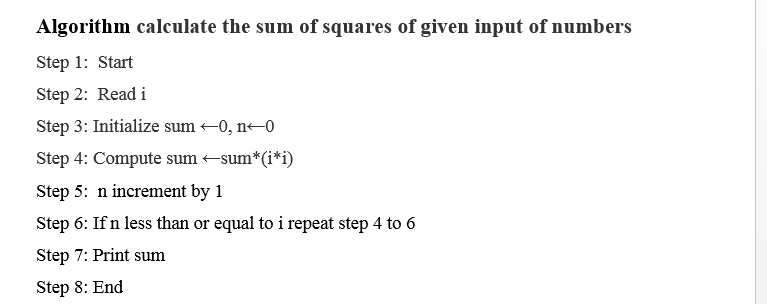 Algorithm calculate the sum of squares of given input of numbers
Step 1: Start
Step 2: Read i
Step 3: Initialize sum ←0, n←0
Step 4: Compute sum ←sum*(i*i)
Step 5: n increment by 1
Step 6: If n less than or equal to i repeat step 4 to 6
Step 7: Print sum
Step 8: End